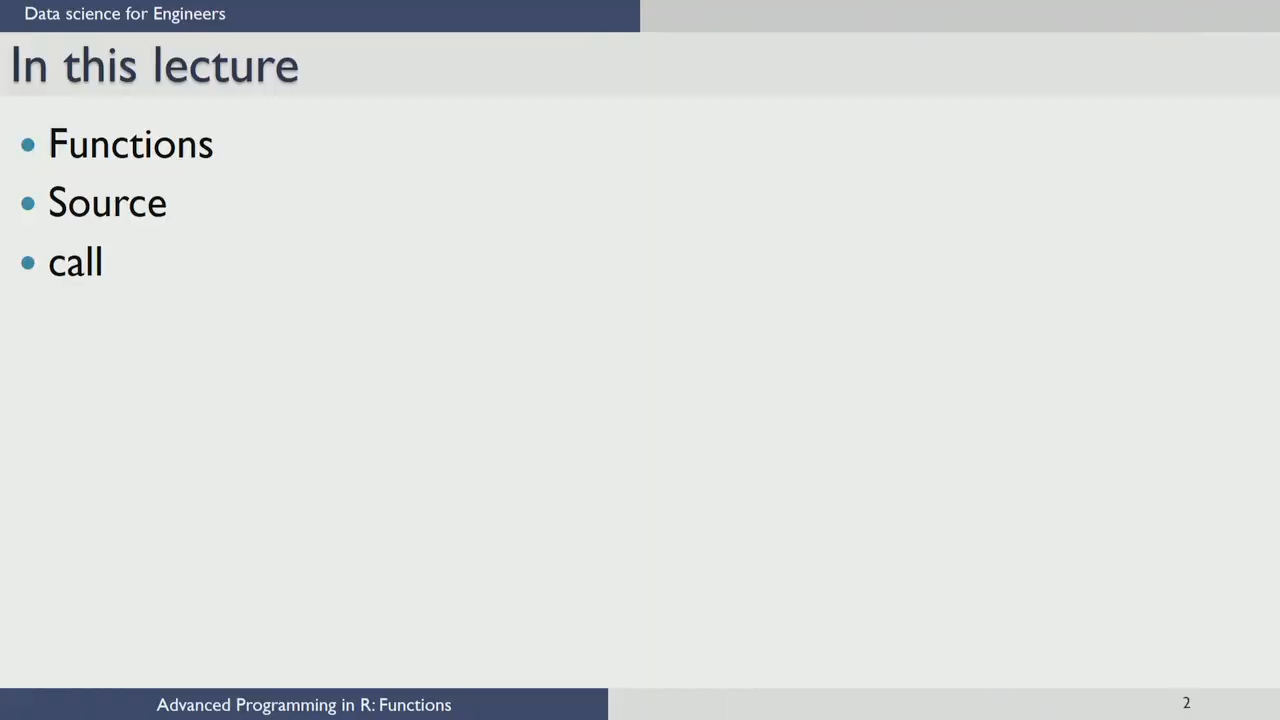 Data science for Engineers
In this lecture
• Functions
• Source
• call
Advanced Programming in R: Functions
2